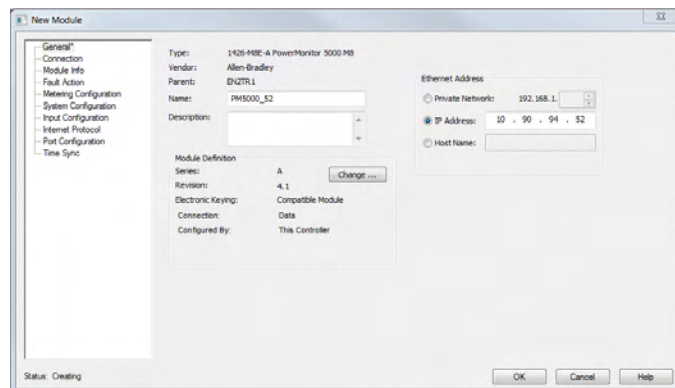 New Module
General*
Connection
Module Info
Fault Action
Metering Configuration
System Configuration
Input Configuration
Internet Protocol
Port Configuration
Time Sync
Type: 1426-M8E-A PowerMonitor 5000 M8
Vendor: Allen-Bradley
Parent: EN2TR1
Name: PM5000_52
Description:
Module Definition
Series: A
Change ...
Revision: 4.1
Electronic Keying: Compatible Module
Connection: Data
Configured By: This Controller
Ethernet Address
Private Network: 192.168.1.
IP Address: 10 . 90 . 94 . 52
Host Name:
Status: Creating
OK
Cancel
Help